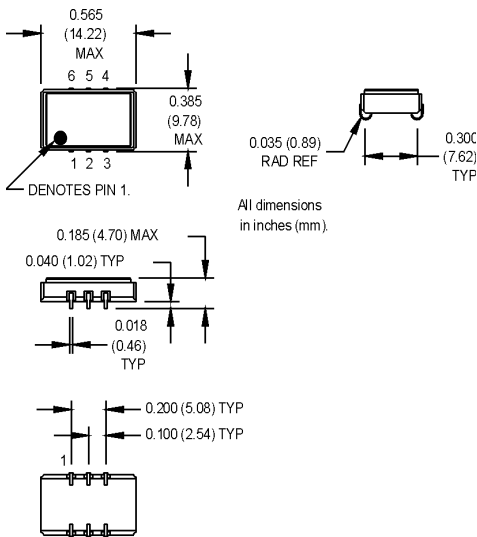 0.565
(14.22)
MAX
6 5 4
0.385
(9.78)
MAX
1 2 3
DENOTES PIN 1.
0.035 (0.89)
RAD REF
0.300
(7.62)
TYP
All dimensions
in inches (mm).
0.185 (4.70) MAX
0.040 (1.02) TYP
0.018
(0.46)
TYP
0.200 (5.08) TYP
0.100 (2.54) TYP
1